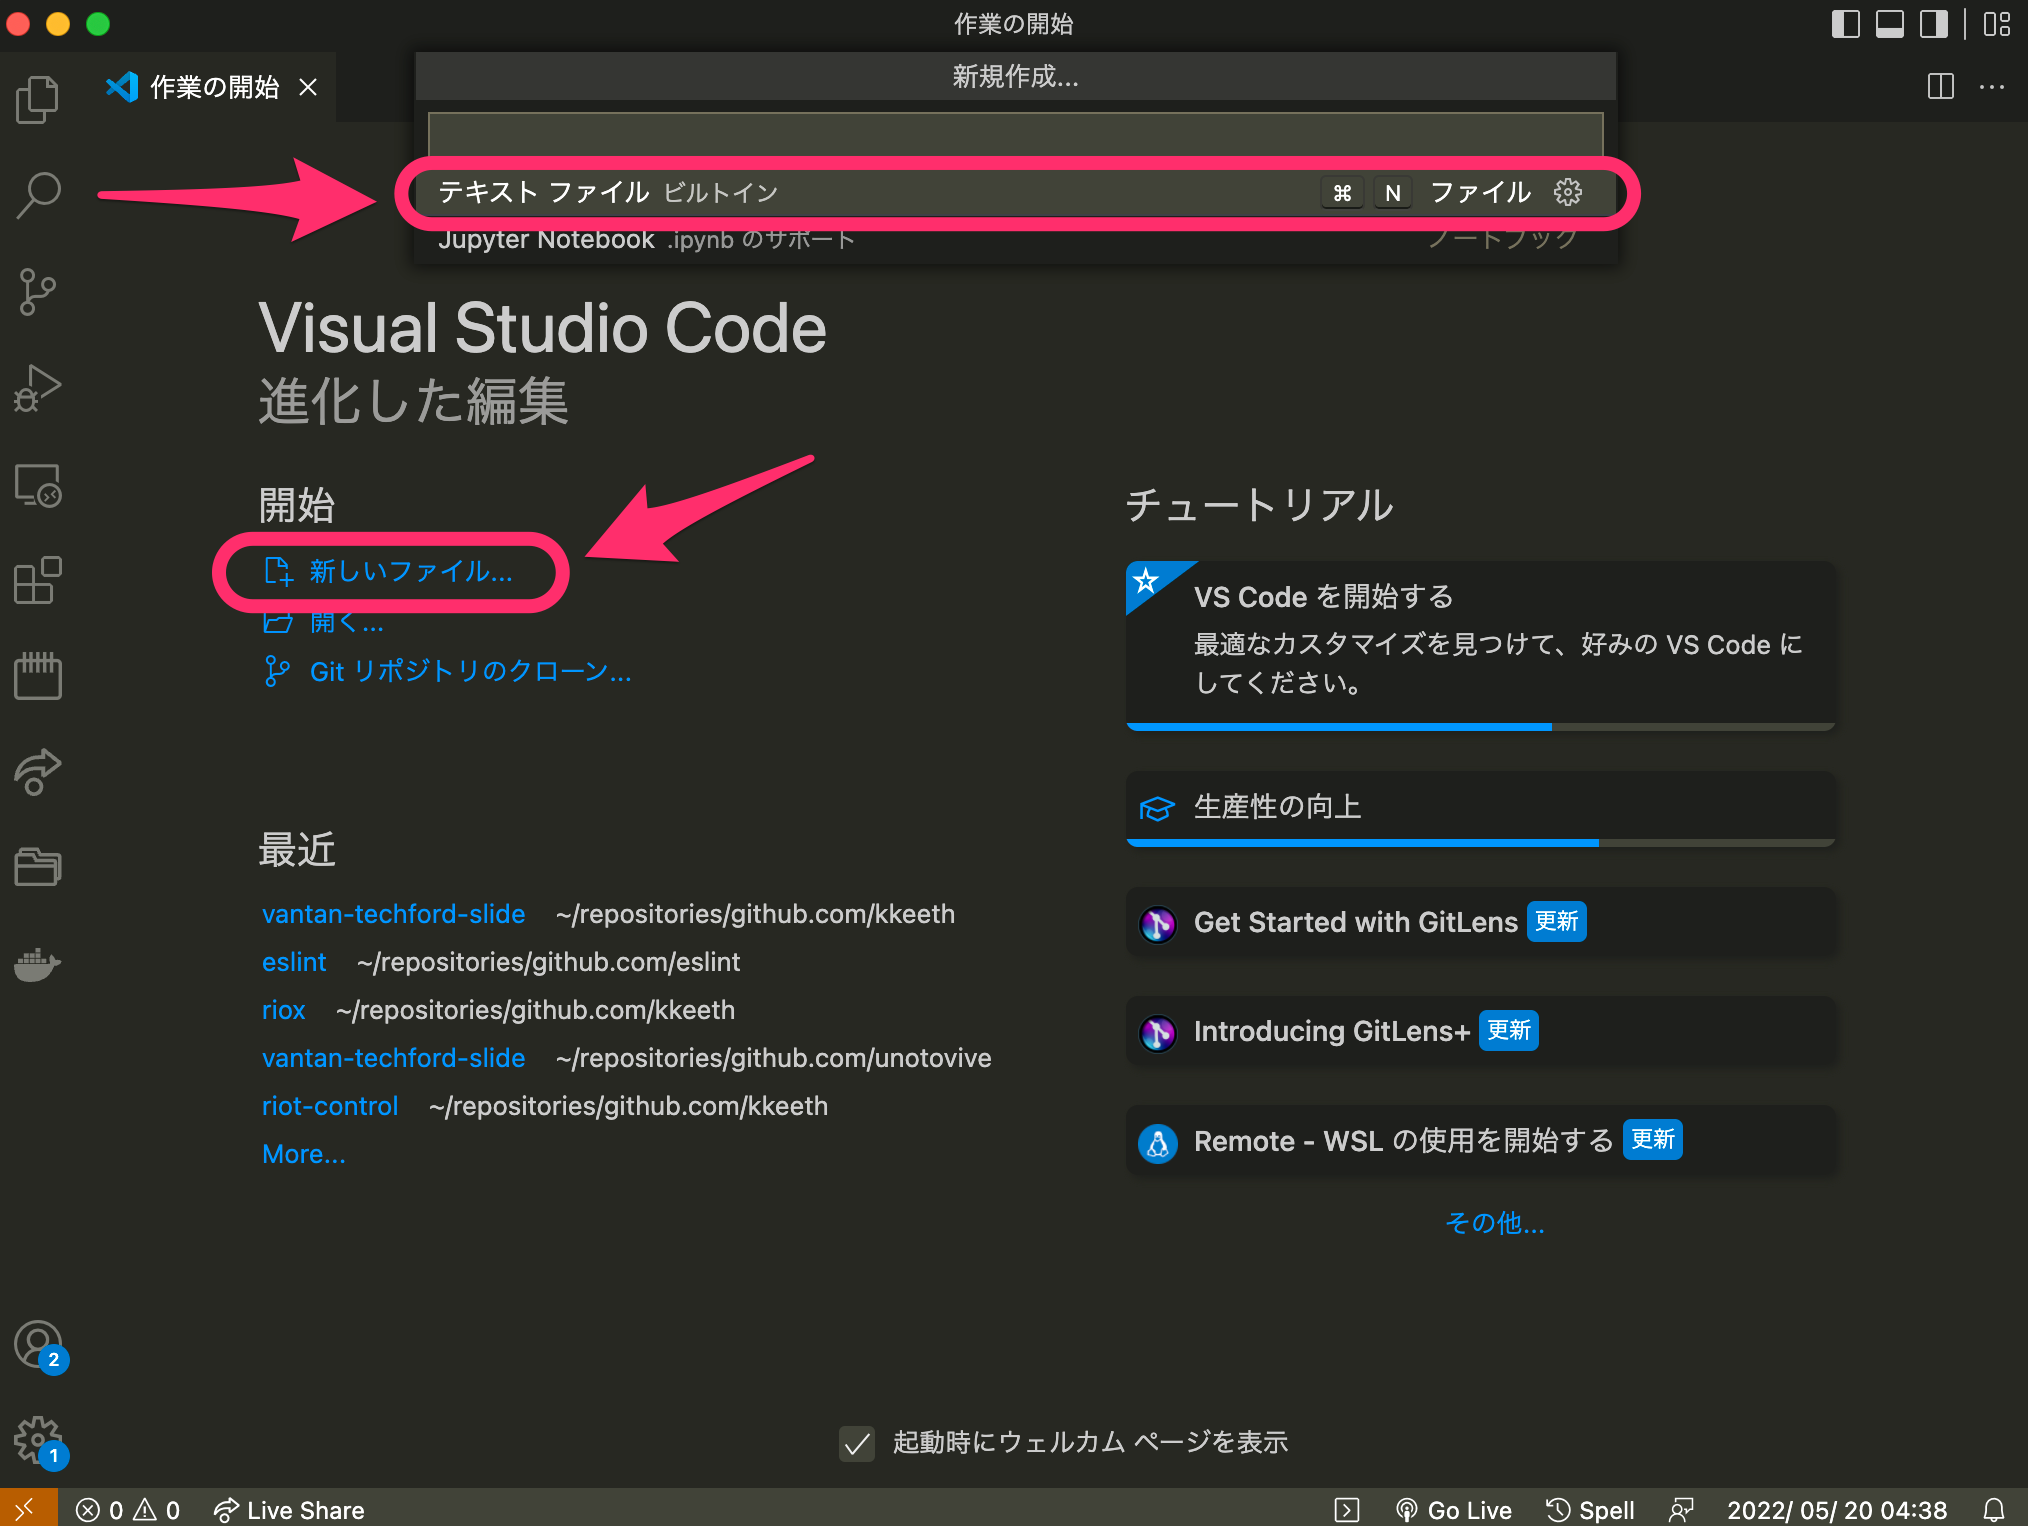 作業の開始
作業の開始
新規作成...
テキスト ファイル ビルトイン ⌘ N ファイル
Jupyter Notebook .ipynb のサポート ノートブック
Visual Studio Code
進化した編集
開始
新しいファイル...
開く...
Git リポジトリのクローン...
最近
vantan-techford-slide ~/repositories/github.com/kkeeth
eslint ~/repositories/github.com/eslint
riox ~/repositories/github.com/kkeeth
vantan-techford-slide ~/repositories/github.com/unotovive
riot-control ~/repositories/github.com/kkeeth
More...
チュートリアル
VS Code を開始する
最適なカスタマイズを見つけて、好みの VS Code に
してください。
生産性の向上
Get Started with GitLens 更新
Introducing GitLens+ 更新
Remote - WSL の使用を開始する 更新
その他...
2
1
起動時にウェルカム ページを表示
0 0 Live Share Go Live Spell 2022/ 05/ 20 04:38